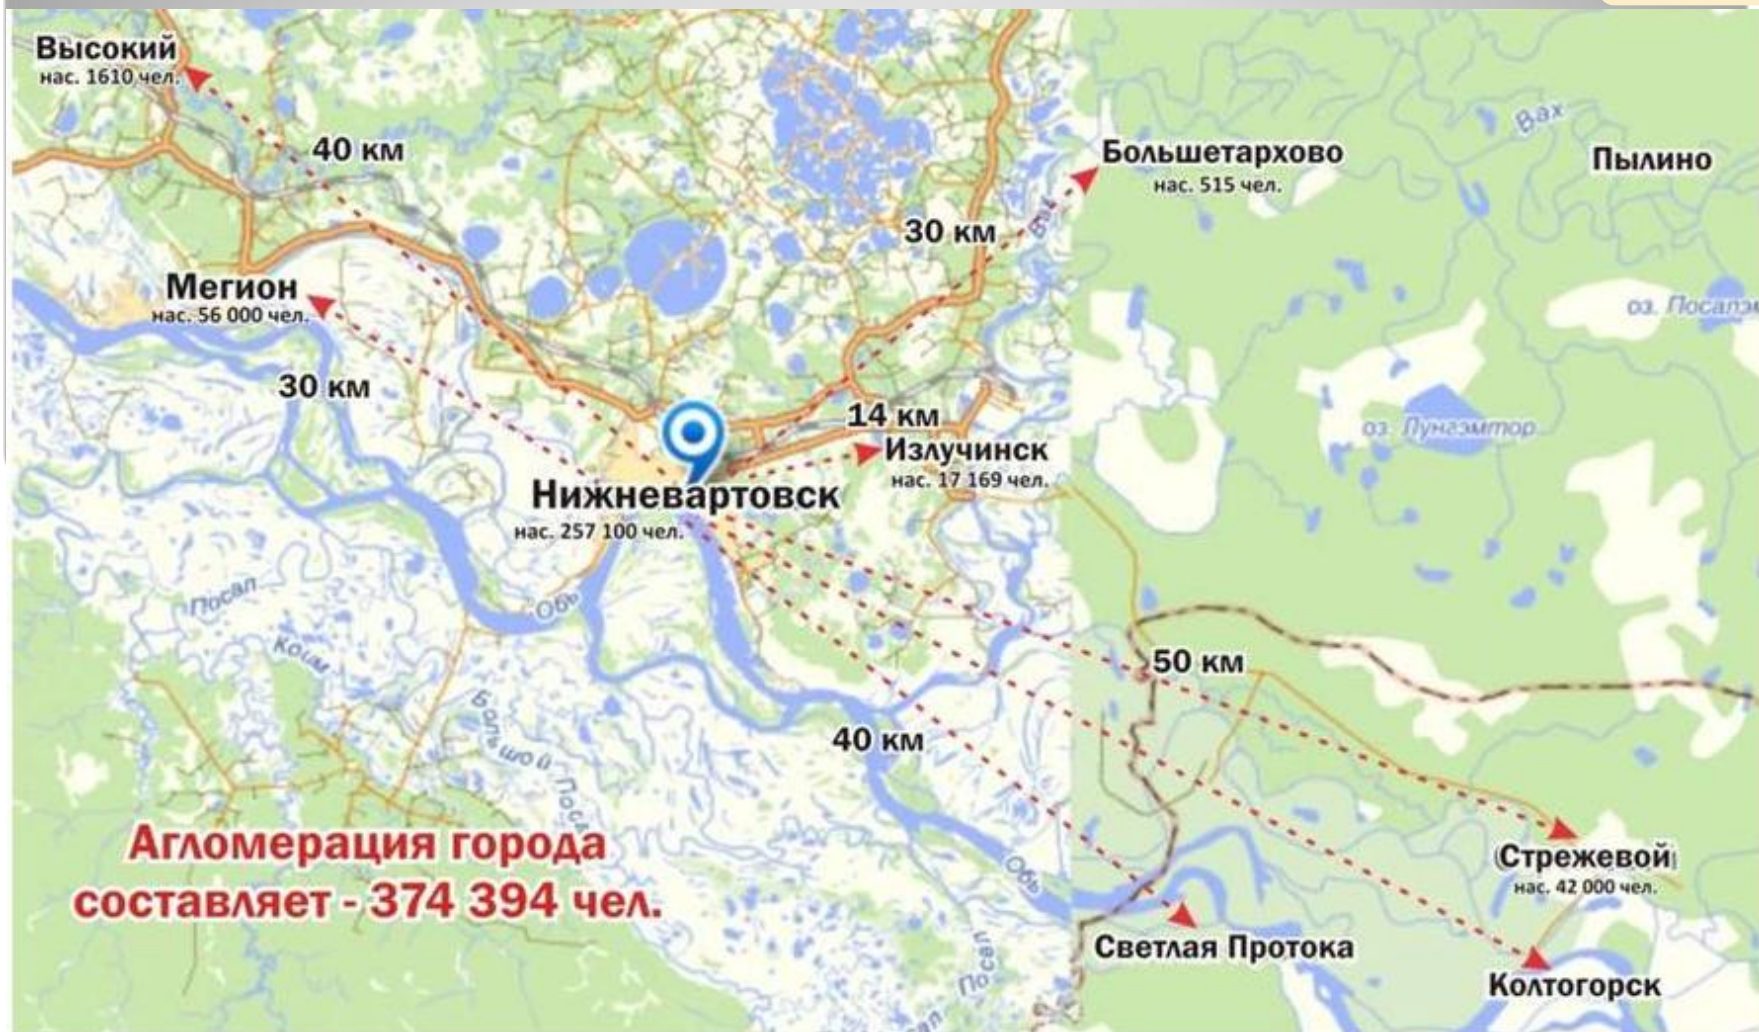 Высокий
нас. 1610 чел.
40 км
Вах
Большетархово
нас. 515 чел.
Пылино
30 км
Вах
Мегион
нас. 56 000 чел.
30 км
14 км
Излучинск
нас. 17 169 чел.
оз. Лунгэмтор
Нижневартовск
нас. 257 100 чел.
Посал
Обь
Коим
Большой Посал
50 км
40 км
Агломерация города
составляет - 374 394 чел.
Обь
Стрежевой
нас. 42 000 чел.
Светлая Протока
Колтогорск